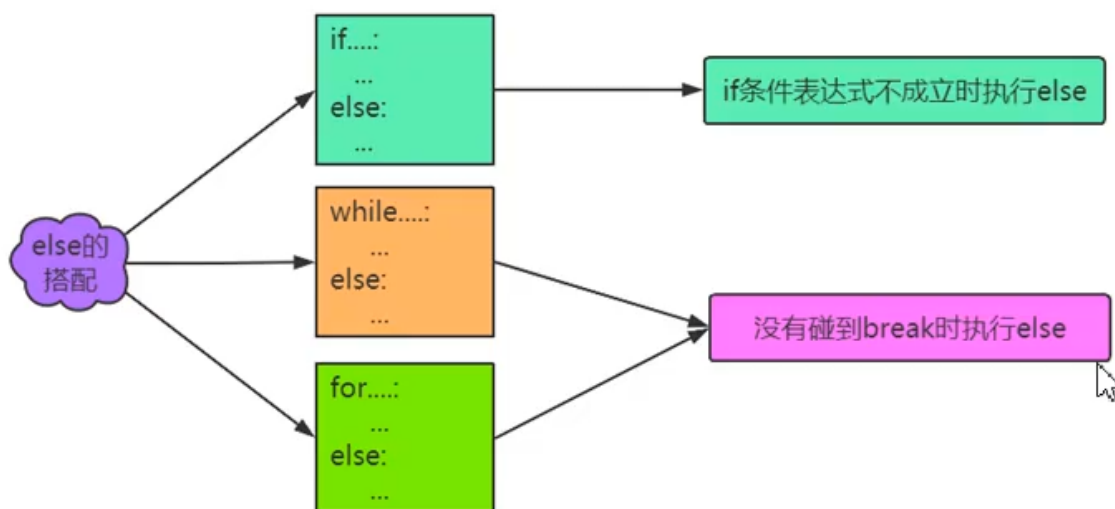 else的
搭配
if....:
...
else:
...
while....:
...
else:
...
for....:
...
else:
...
if条件表达式不成立时执行else
没有碰到break时执行else